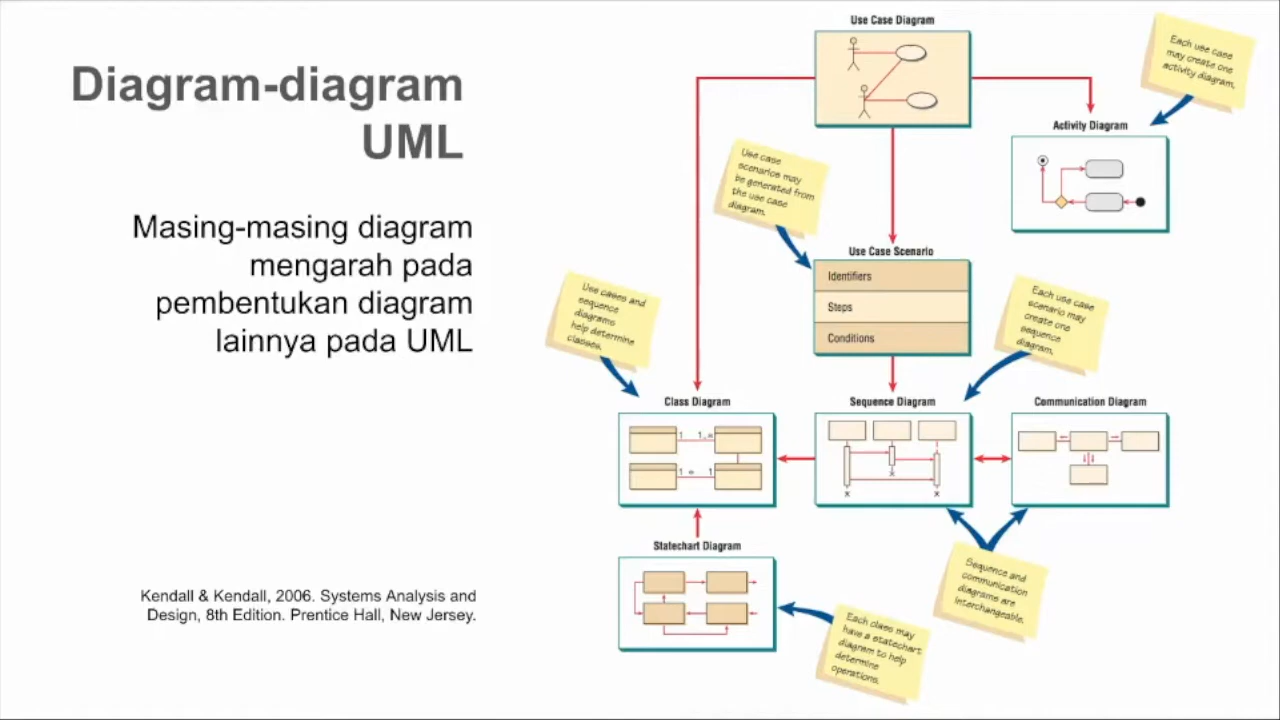 Diagram-diagram
UML
Masing-masing diagram
mengarah pada
pembentukan diagram
lainnya pada UML
Kendall & Kendall, 2006. Systems Analysis and
Design, 8th Edition. Prentice Hall, New Jersey.
Use Case Diagram
Each use case
may create one
activity diagram.
Activity Diagram
Use case
scenarios may
be generated from
the use case
diagram.
Use Case Scenario
Identifiers
Steps
Conditions
Use cases and
sequence
diagrams
help determine
classes.
Each use case
scenario may
create one
sequence
diagram.
Class Diagram
1 1..*
1 * 1
Sequence Diagram
x
x x
Communication Diagram
Statechart Diagram
Sequence and
communication
diagrams are
interchangeable.
Each class may
have a statechart
diagram to help
determine
operations.